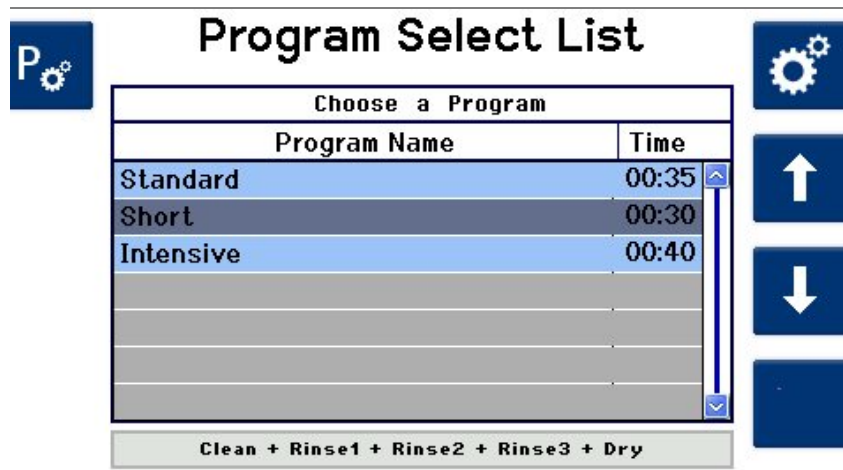 Program Select List
P
Choose a Program
Program Name Time
Standard 00:35
Short 00:30
Intensive 00:40
Clean + Rinse1 + Rinse2 + Rinse3 + Dry